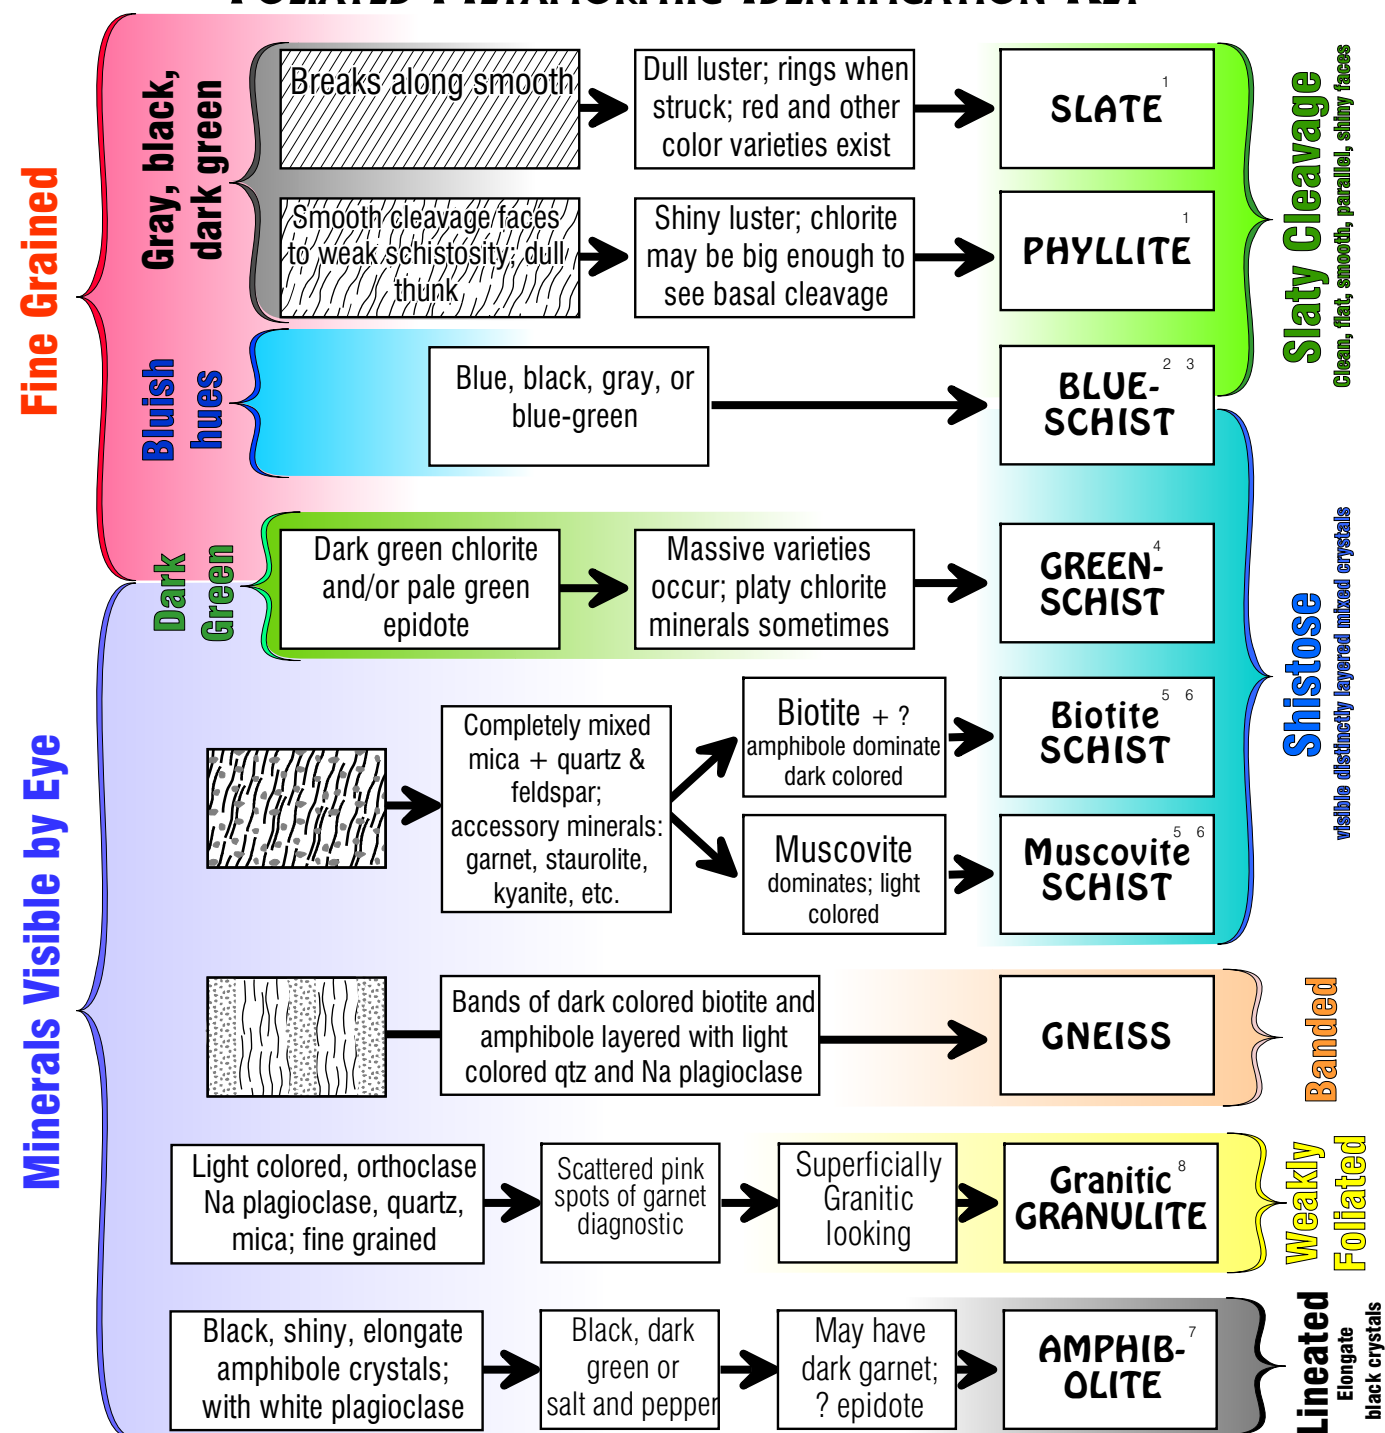 FOLIATED METAMORPHIC IDENTIFICATION KEY
Fine Grained
Gray, black,
dark green
Breaks along smooth
Dull luster; rings when
struck; red and other
color varieties exist
SLATE 1
Smooth cleavage faces
to weak schistosity; dull
thunk
Shiny luster; chlorite
may be big enough to
see basal cleavage
PHYLLITE 1
Slaty Cleavage
Clean, flat, smooth, parallel, shiny faces
Bluish
hues
Blue, black, gray, or
blue-green
BLUE- 2 3
SCHIST
Dark
Green
Dark green chlorite
and/or pale green
epidote
Massive varieties
occur; platy chlorite
minerals sometimes
GREEN- 4
SCHIST
Shistose
visible distinctly layered mixed crystals
Minerals Visible by Eye
Completely mixed
mica + quartz &
feldspar;
accessory minerals:
garnet, staurolite,
kyanite, etc.
Biotite + ?
amphibole dominate
dark colored
Biotite 5 6
SCHIST
Muscovite
dominates; light
colored
Muscovite 5 6
SCHIST
Bands of dark colored biotite and
amphibole layered with light
colored qtz and Na plagioclase
GNEISS
Banded
Light colored, orthoclase
Na plagioclase, quartz,
mica; fine grained
Scattered pink
spots of garnet
diagnostic
Superficially
Granitic
looking
Granitic 8
GRANULITE
Weakly
Foliated
Black, shiny, elongate
amphibole crystals;
with white plagioclase
Black, dark
green or
salt and pepper
May have
dark garnet;
? epidote
AMPHIB- 7
OLITE
Lineated
Elongate
black crystals